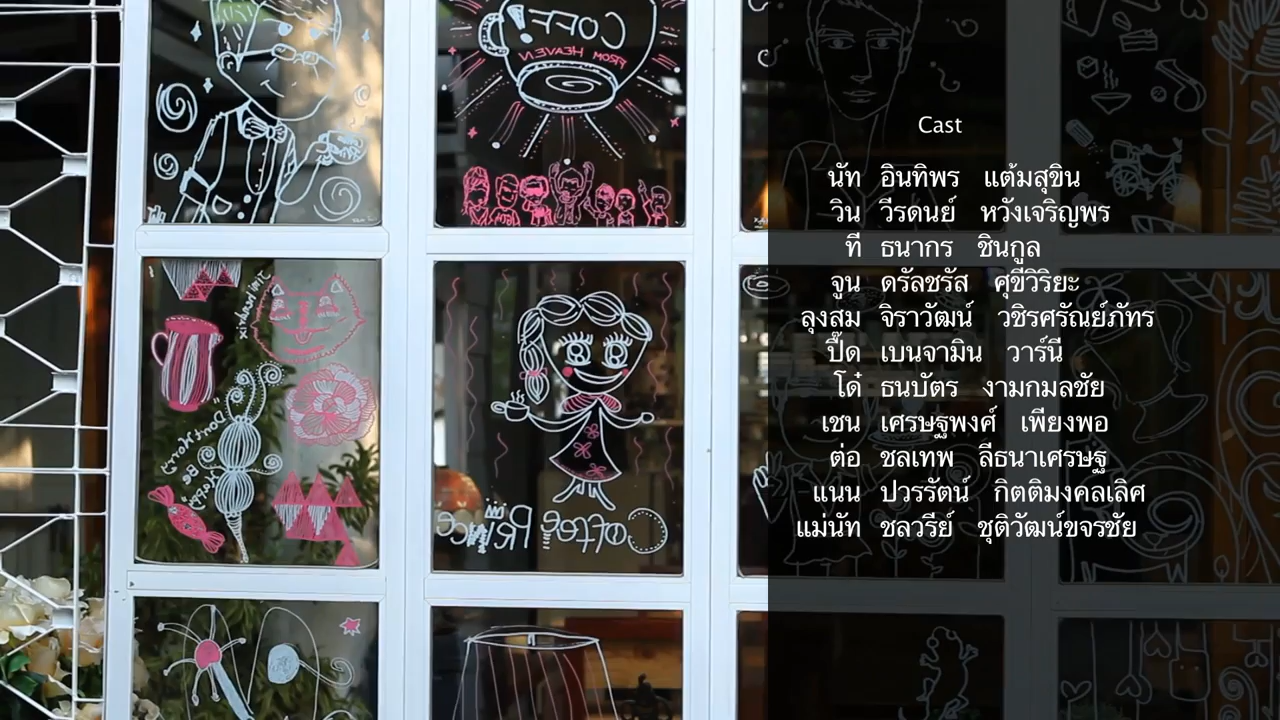 COFF
FROM HEAVEN
Jimi hendrix
"Don't Worry
Be Happy"
Coffee Prince
Cast
นัท อินทิพร แต้มสุขิน
วิน วีรดนย์ หวังเจริญพร
ที ธนากร ชินกูล
จูน ดรัลชรัส ศุขีวิริยะ
ลุงสม จิราวัฒน์ วชิรศรัณย์ภัทร
ปื๊ด เบนจามิน วาร์นี
โด๋ ธนบัตร งามกมลชัย
เชน เศรษฐพงศ์ เพียงพอ
ต่อ ชลเทพ ลีธนาเศรษฐ
แนน ปวรรัตน์ กิตติมงคลเลิศ
แม่นัท ชลวรีย์ ชุติวัฒน์ขจรชัย